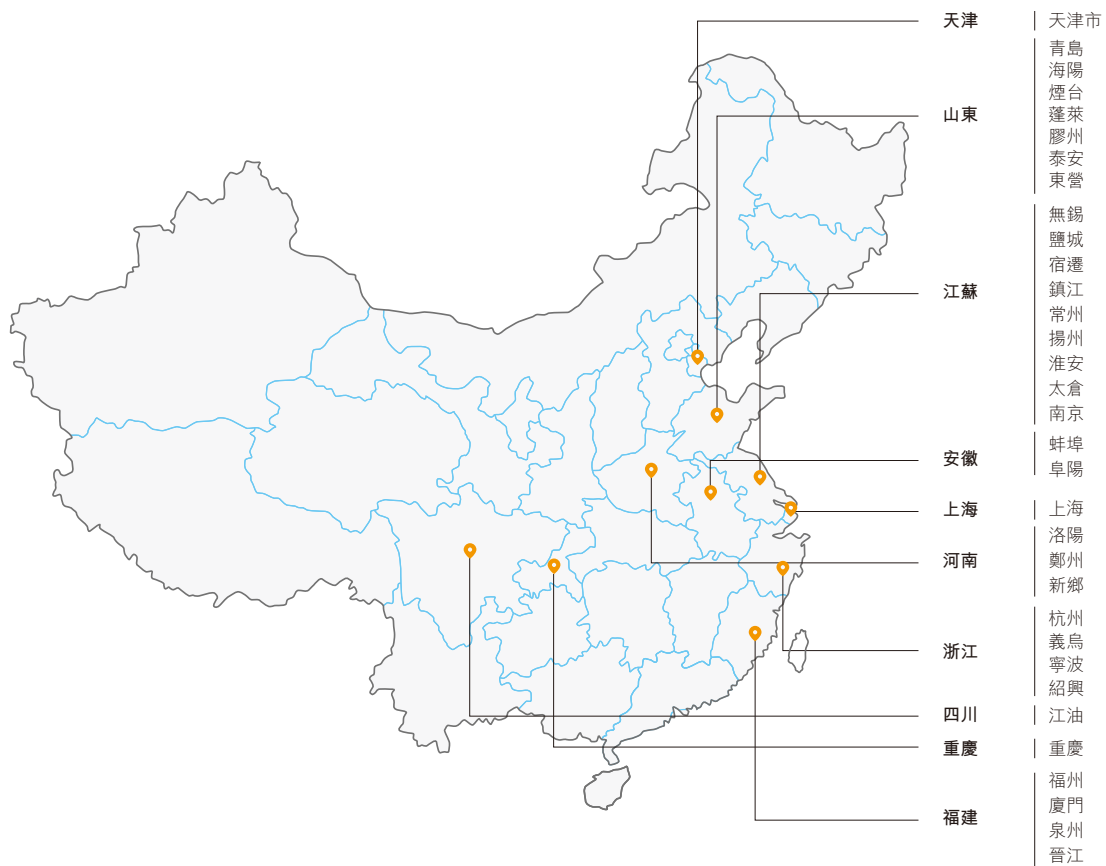 天津
天津市
山東
青島
海陽
煙台
蓬萊
膠州
泰安
東營
江蘇
無錫
鹽城
宿遷
鎮江
常州
揚州
淮安
太倉
南京
安徽
蚌埠
阜陽
上海
上海
河南
洛陽
鄭州
新鄉
浙江
杭州
義烏
寧波
紹興
四川
江油
重慶
重慶
福建
福州
廈門
泉州
晉江